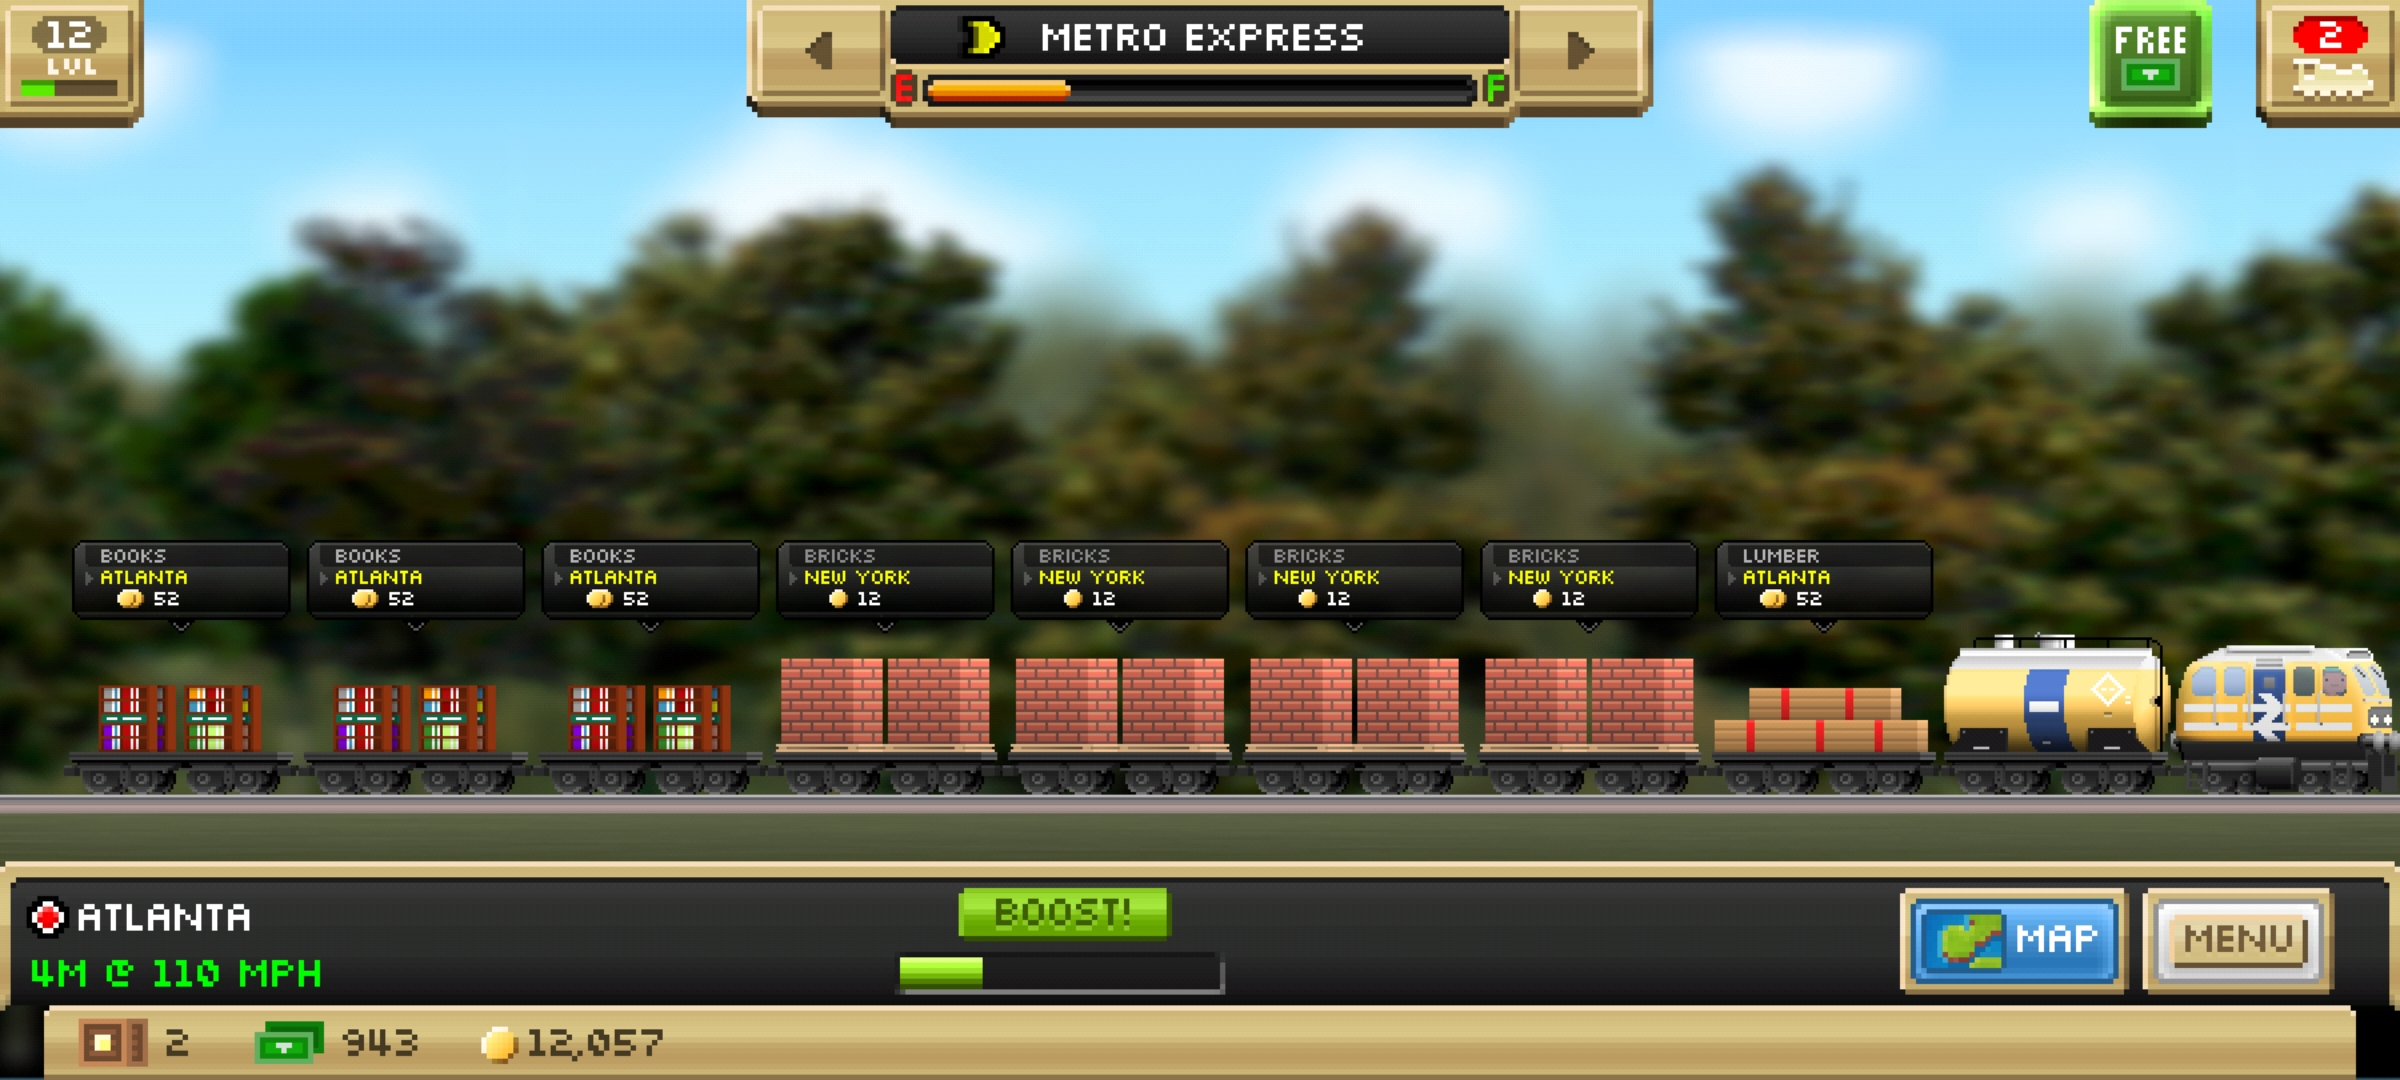 12
LVL
METRO EXPRESS
E F
FREE
2
BOOKS
ATLANTA
52
BOOKS
ATLANTA
52
BOOKS
ATLANTA
52
BRICKS
NEW YORK
12
BRICKS
NEW YORK
12
BRICKS
NEW YORK
12
BRICKS
NEW YORK
12
LUMBER
ATLANTA
52
ATLANTA
4M @ 110 MPH
BOOST!
MAP
MENU
2 943 12,057